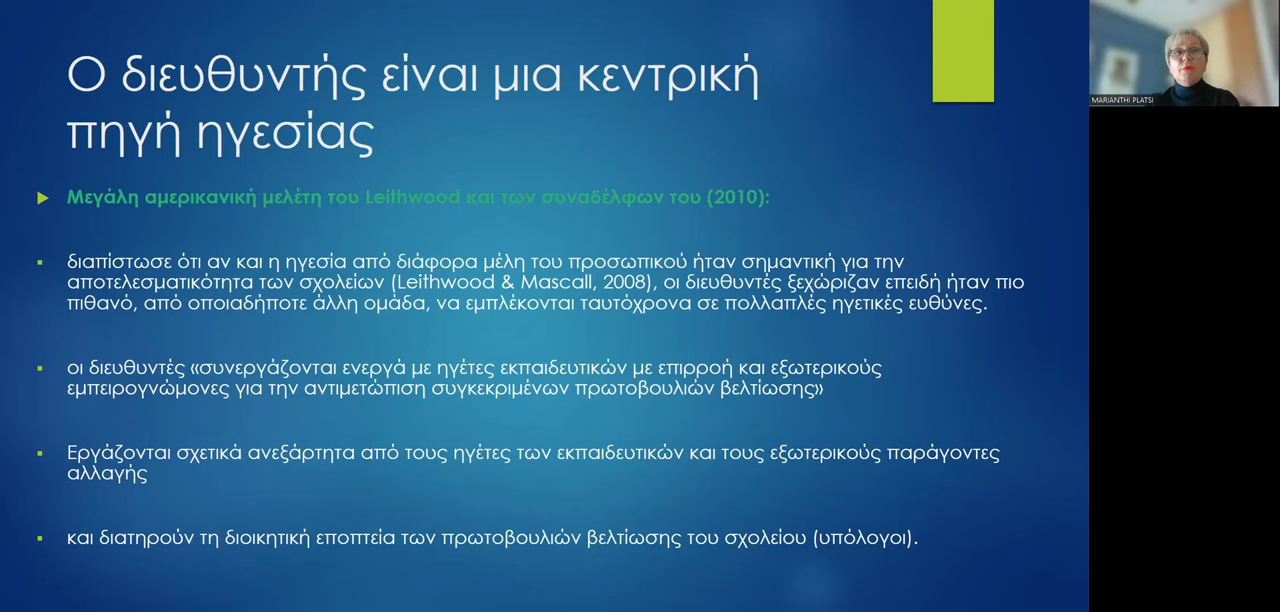 Ο διευθυντής είναι μια κεντρική
πηγή ηγεσίας
Μεγάλη αμερικανική μελέτη του Leithwood και των συναδέλφων του (2010):
διαπίστωσε ότι αν και η ηγεσία από διάφορα μέλη του προσωπικού ήταν σημαντική για την
αποτελεσματικότητα των σχολείων (Leithwood & Mascall, 2008), οι διευθυντές ξεχώριζαν επειδή ήταν πιο
πιθανό, από οποιαδήποτε άλλη ομάδα, να εμπλέκονται ταυτόχρονα σε πολλαπλές ηγετικές ευθύνες.
οι διευθυντές «συνεργάζονται ενεργά με ηγέτες εκπαιδευτικών με επιρροή και εξωτερικούς
εμπειρογνώμονες για την αντιμετώπιση συγκεκριμένων πρωτοβουλιών βελτίωσης»
Εργάζονται σχετικά ανεξάρτητα από τους ηγέτες των εκπαιδευτικών και τους εξωτερικούς παράγοντες
αλλαγής
και διατηρούν τη διοικητική εποπτεία των πρωτοβουλιών βελτίωσης του σχολείου (υπόλογοι).
MARIANTHI PLATSI